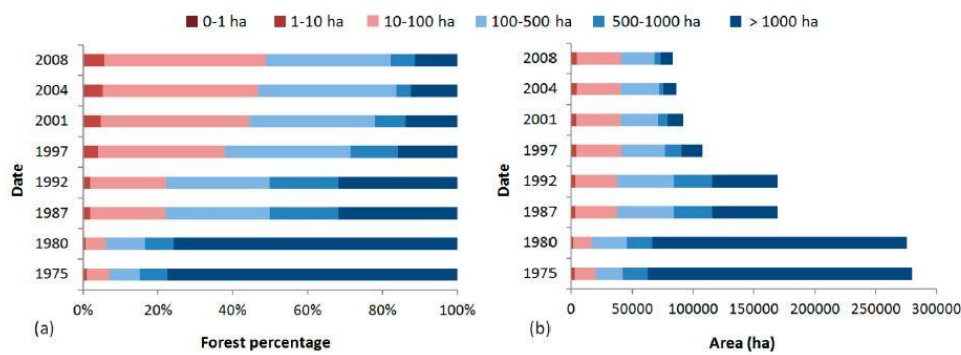 0-1 ha 1-10 ha 10-100 ha 100-500 ha 500-1000 ha > 1000 ha
Date
2008
2004
2001
1997
1992
1987
1980
1975
0% 20% 40% 60% 80% 100%
(a)
Forest percentage
Date
2008
2004
2001
1997
1992
1987
1980
1975
0 50000 100000 150000 200000 250000 300000
(b)
Area (ha)